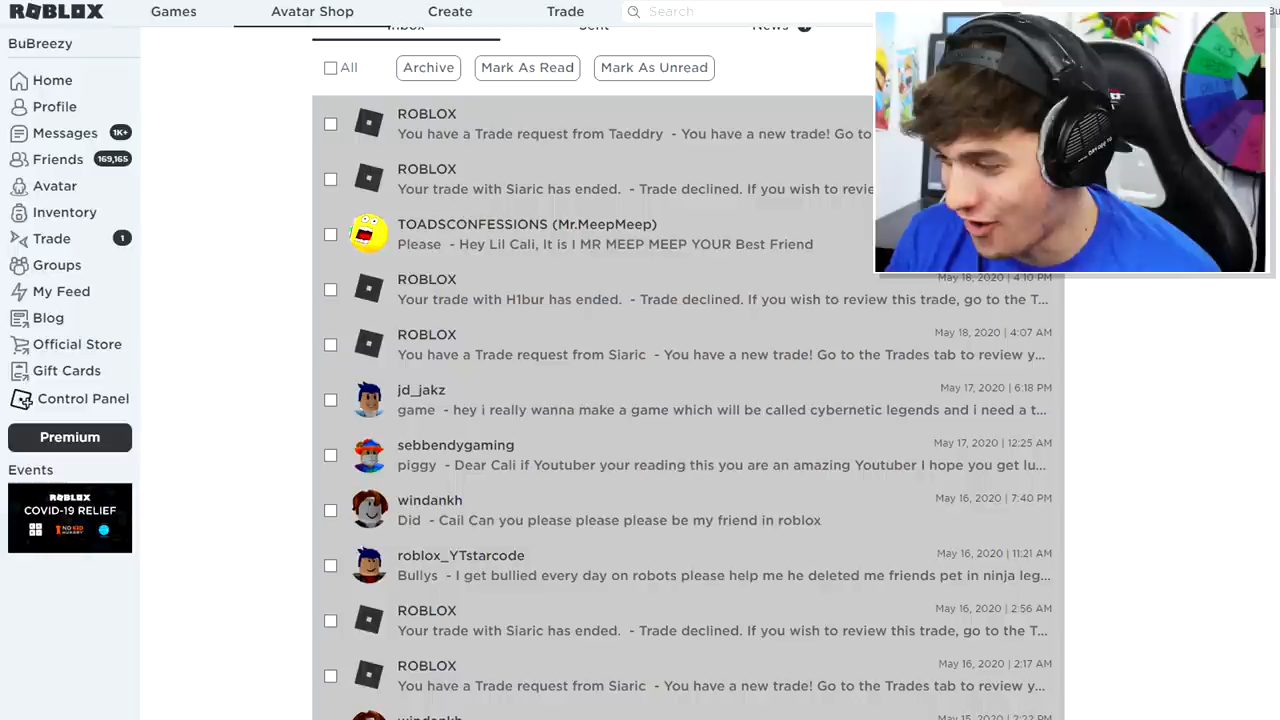 ROBLOX
Games
Avatar Shop
Create
Trade
Search
Bu
BuBreezy
Home
Profile
Messages 1K+
Friends 169,165
Avatar
Inventory
Trade 1
Groups
My Feed
Blog
Official Store
Gift Cards
Control Panel
Premium
Events
ROBLOX
COVID-19 RELIEF
NO KID
HUNGRY
Inbox
Sent
News
All
Archive
Mark As Read
Mark As Unread
ROBLOX
You have a Trade request from Taeddry - You have a new trade! Go to
ROBLOX
Your trade with Siaric has ended. - Trade declined. If you wish to revie
TOADSCONFESSIONS (Mr.MeepMeep)
Please - Hey Lil Cali, It is I MR MEEP MEEP YOUR Best Friend
ROBLOX
May 18, 2020 | 4:10 PM
Your trade with H1bur has ended. - Trade declined. If you wish to review this trade, go to the T...
ROBLOX
May 18, 2020 | 4:07 AM
You have a Trade request from Siaric - You have a new trade! Go to the Trades tab to review y...
jd_jakz
May 17, 2020 | 6:18 PM
game - hey i really wanna make a game which will be called cybernetic legends and i need a t...
sebbendygaming
May 17, 2020 | 12:25 AM
piggy - Dear Cali if Youtuber your reading this you are an amazing Youtuber I hope you get lu...
windankh
May 16, 2020 | 7:40 PM
Did - Cail Can you please please please be my friend in roblox
roblox_YTstarcode
May 16, 2020 | 11:21 AM
Bullys - I get bullied every day on robots please help me he deleted me friends pet in ninja leg...
ROBLOX
May 16, 2020 | 2:56 AM
Your trade with Siaric has ended. - Trade declined. If you wish to review this trade, go to the T...
ROBLOX
May 16, 2020 | 2:17 AM
You have a Trade request from Siaric - You have a new trade! Go to the Trades tab to review y...
windankh
May 15, 2020 | 2:22 PM